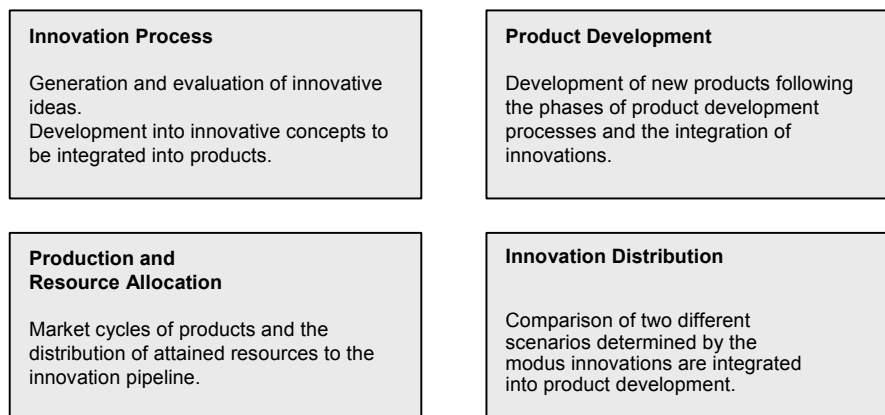 Innovation Process
Generation and evaluation of innovative
ideas.
Development into innovative concepts to
be integrated into products.
Product Development
Development of new products following
the phases of product development
processes and the integration of
innovations.
Production and
Resource Allocation
Market cycles of products and the
distribution of attained resources to the
innovation pipeline.
Innovation Distribution
Comparison of two different
scenarios determined by the
modus innovations are integrated
into product development.